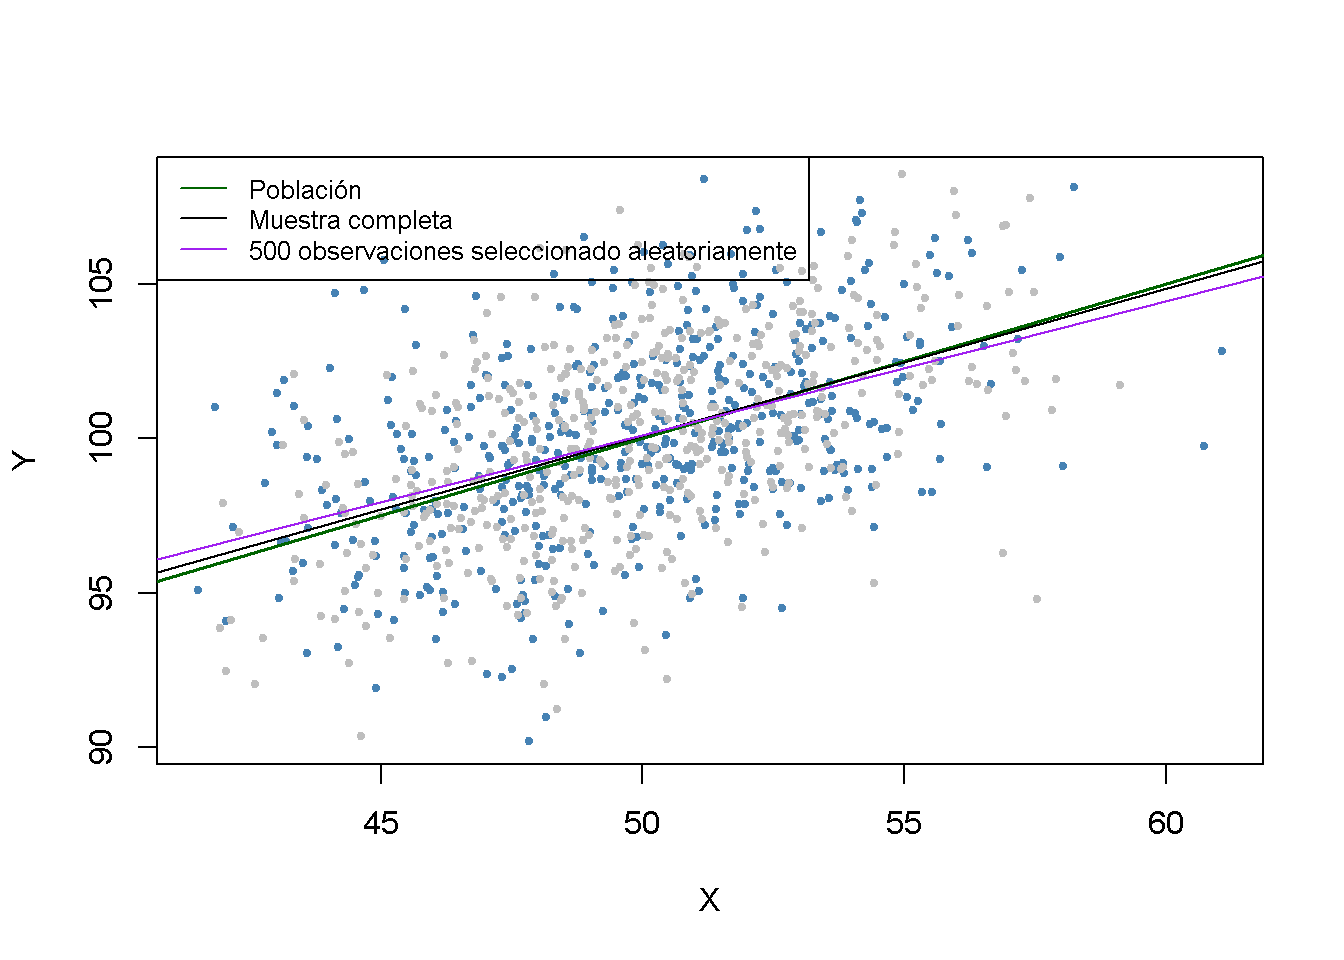 Población
Muestra completa
500 observaciones seleccionado aleatoriamente
105
100
95
90
Y
45 50 55 60
X